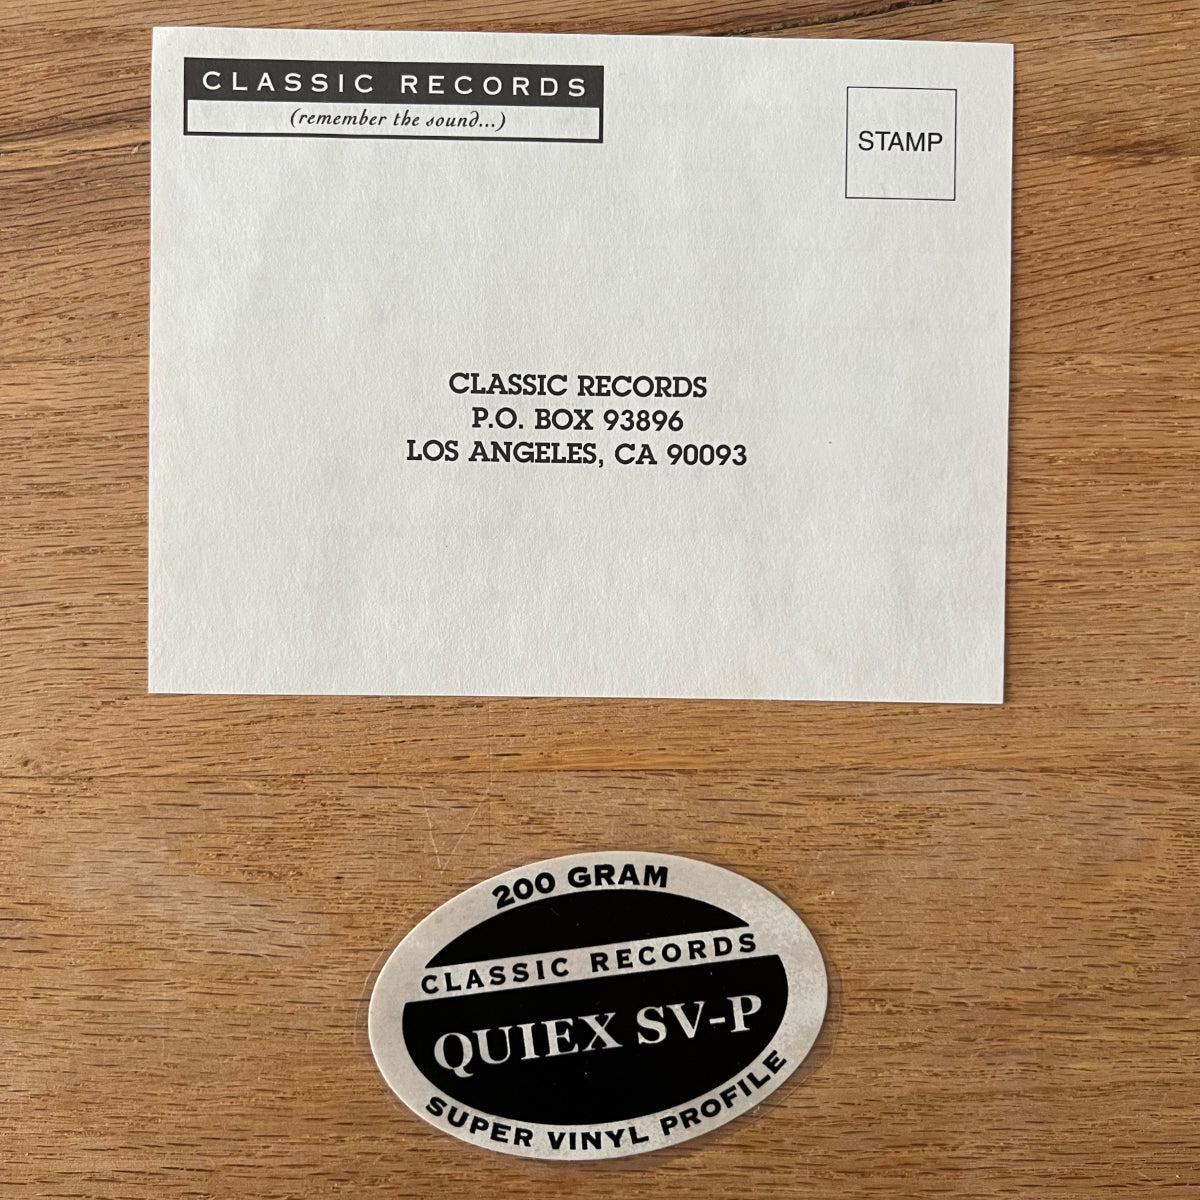 CLASSIC RECORDS
(remember the sound...)
STAMP
CLASSIC RECORDS
P.O. BOX 93896
LOS ANGELES, CA 90093
200 GRAM
CLASSIC RECORDS
QUIEX SV-P
SUPER VINYL PROFILE